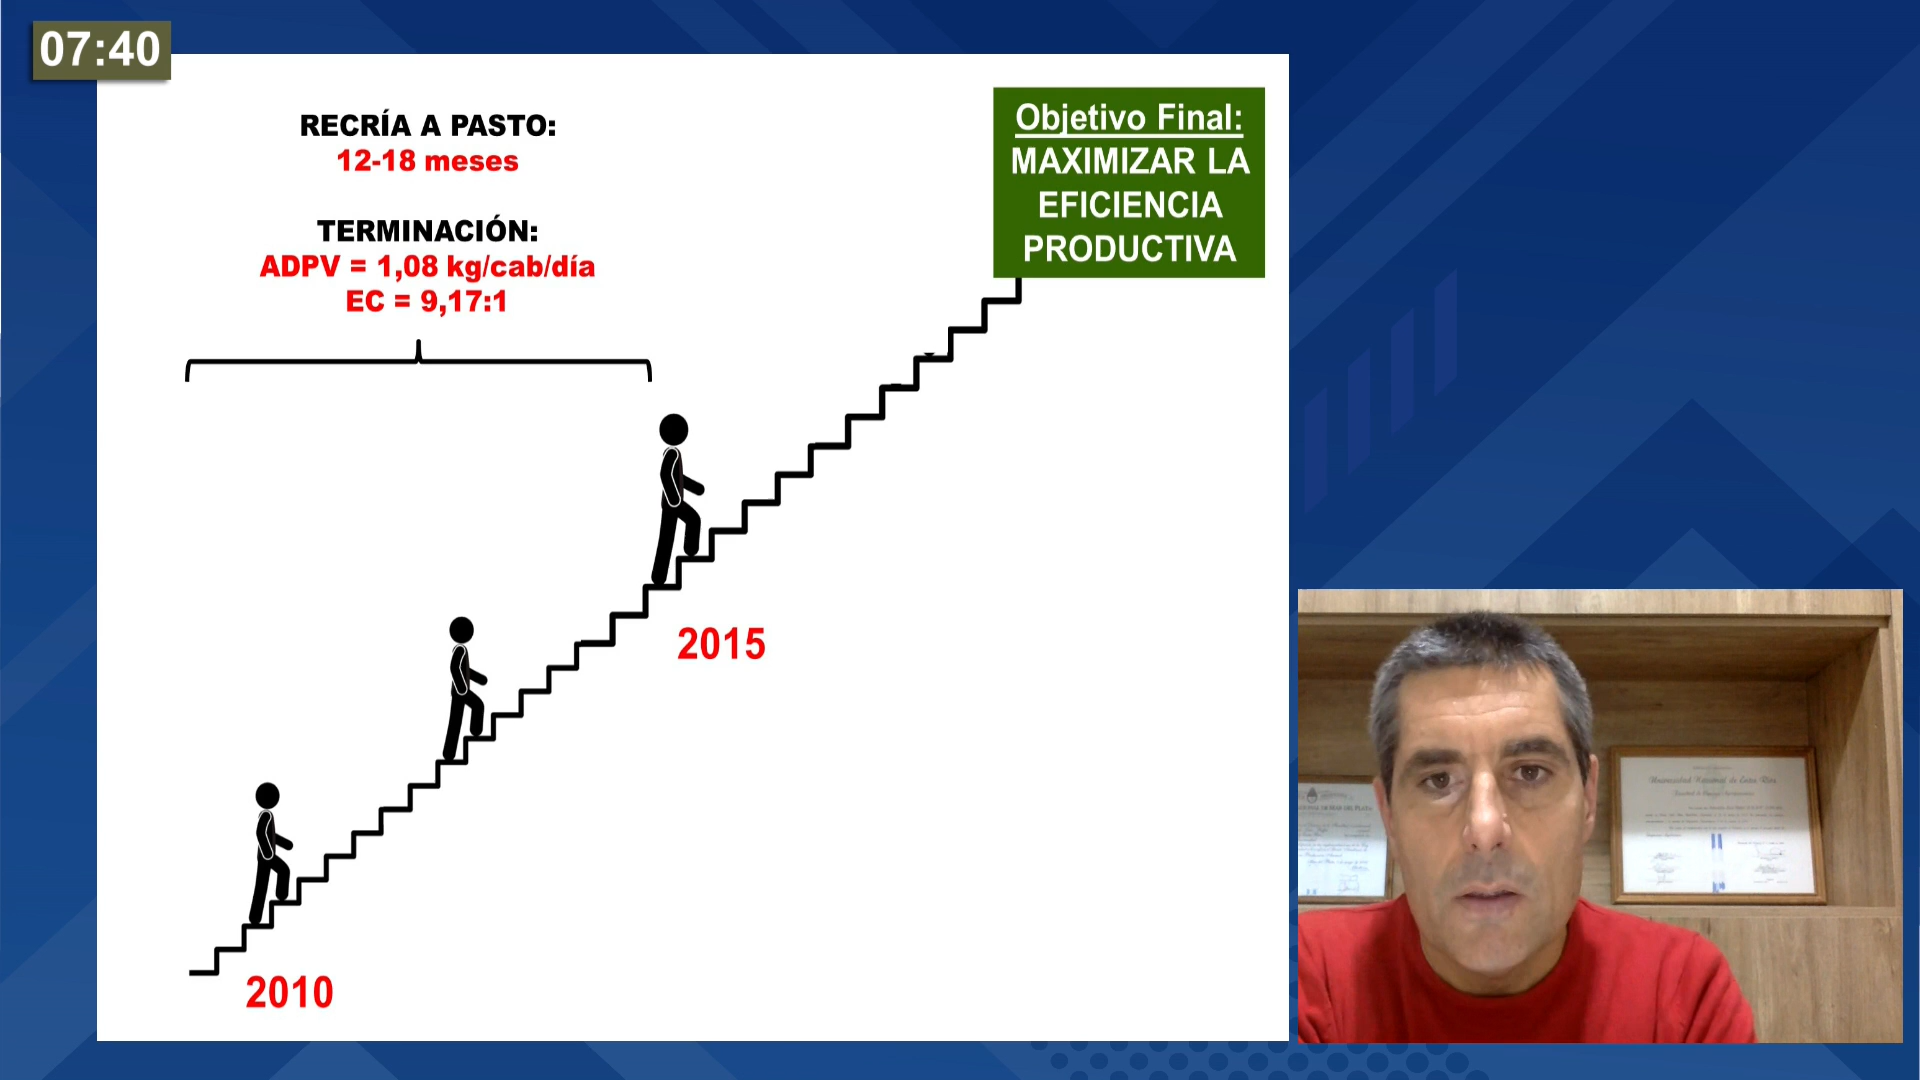 07:40
RECRÍA A PASTO:
12-18 meses
TERMINACIÓN:
ADPV = 1,08 kg/cab/día
EC = 9,17:1
Objetivo Final:
MAXIMIZAR LA
EFICIENCIA
PRODUCTIVA
2015
2010